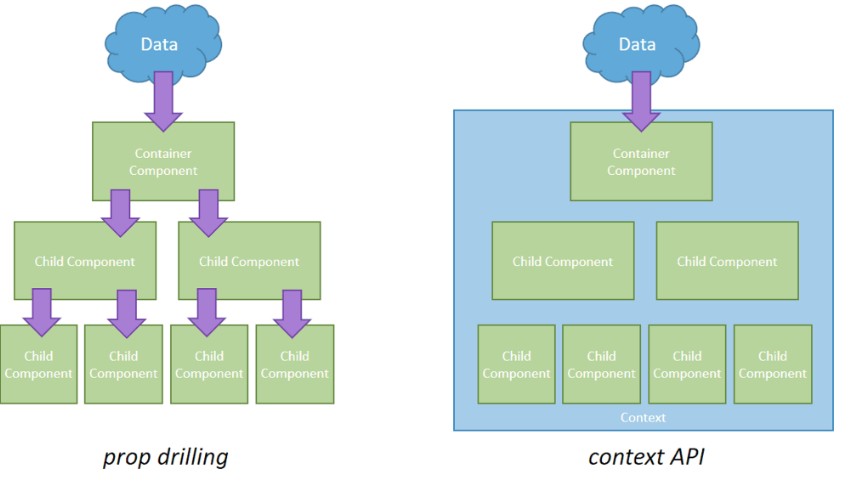 Data
Container
Component
Child Component
Child Component
Child
Component
Child
Component
Child
Component
Child
Component
prop drilling
Data
Container
Component
Child Component
Child Component
Child
Component
Child
Component
Child
Component
Child
Component
Context
context API